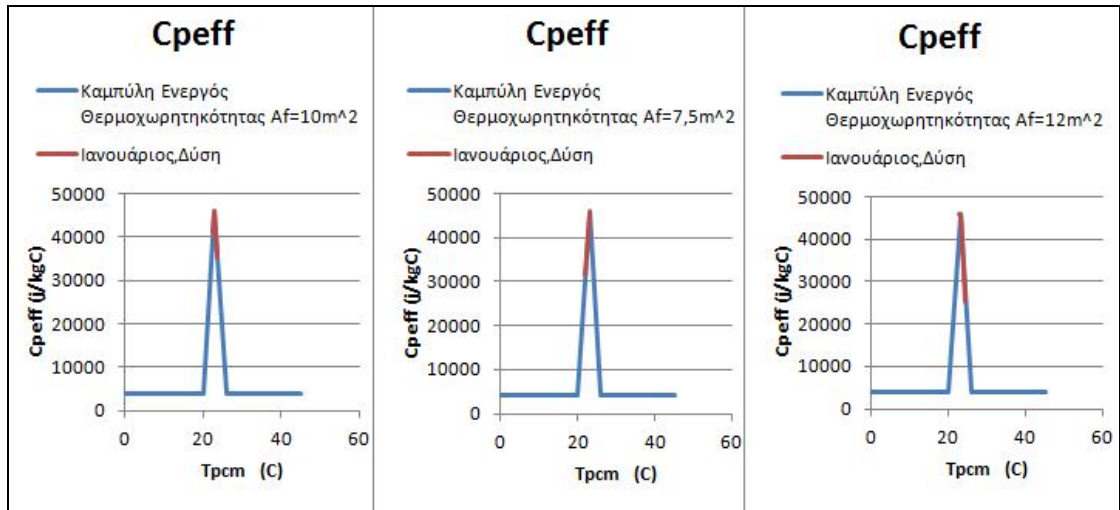 Cpeff
Καμπύλη Ενεργός
Θερμοχωρητηκότητας Af=10m^2
Ιανουάριος,Δύση
50000
40000
30000
20000
10000
0
Cpeff (j/kgC)
0 20 40 60
Tpcm (C)
Cpeff
Καμπύλη Ενεργός
Θερμοχωρητηκότητας Af=7,5m^2
Ιανουάριος,Δύση
50000
40000
30000
20000
10000
0
Cpeff (j/kgC)
0 20 40 60
Tpcm (C)
Cpeff
Καμπύλη Ενεργός
Θερμοχωρητηκότητας Af=12m^2
Ιανουάριος,Δύση
50000
40000
30000
20000
10000
0
Cpeff (j/kgC)
0 20 40 60
Tpcm (C)